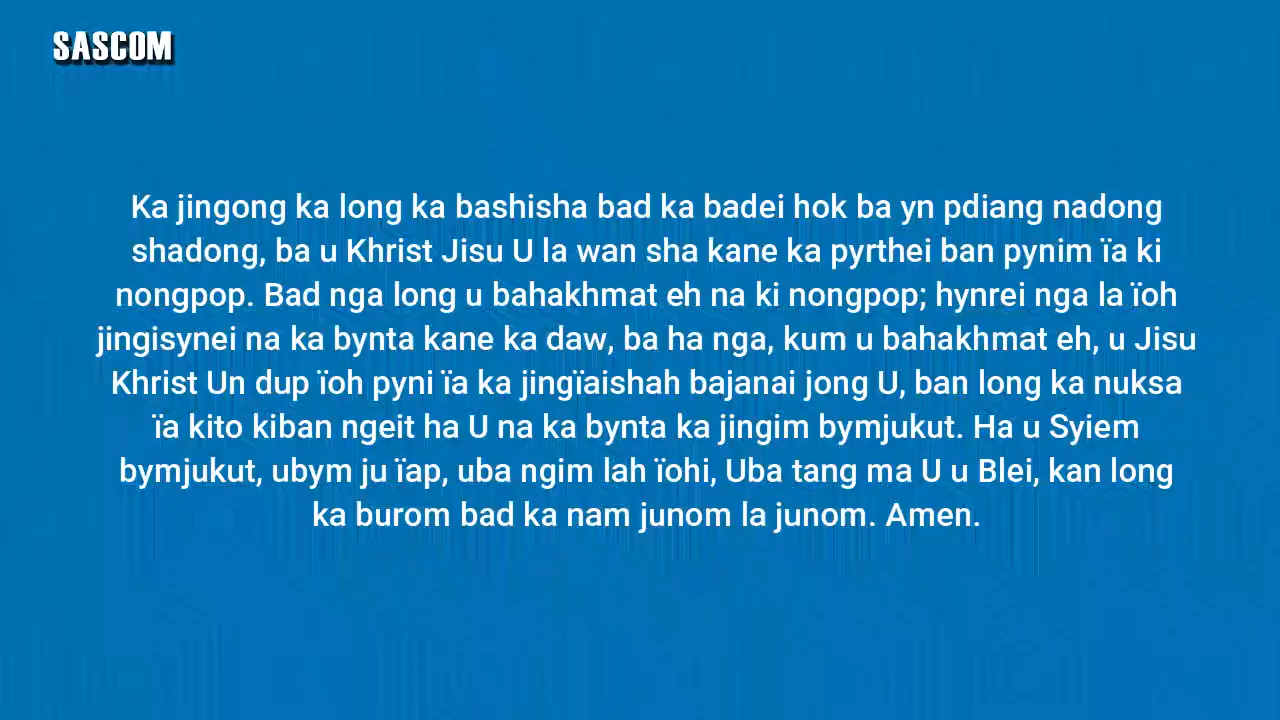 SASCOM
Ka jingong ka long ka bashisha bad ka badei hok ba yn pdiang nadong
shadong, ba u Khrist Jisu U la wan sha kane ka pyrthei ban pynim ïa ki
nongpop. Bad nga long u bahakhmat eh na ki nongpop; hynrei nga la ïoh
jingisynei na ka bynta kane ka daw, ba ha nga, kum u bahakhmat eh, u Jisu
Khrist Un dup ïoh pyni ïa ka jingïaishah bajanai jong U, ban long ka nuksa
ïa kito kiban ngeit ha U na ka bynta ka jingim bymjukut. Ha u Syiem
bymjukut, ubym ju ïap, uba ngim lah ïohi, Uba tang ma U u Blei, kan long
ka burom bad ka nam junom la junom. Amen.